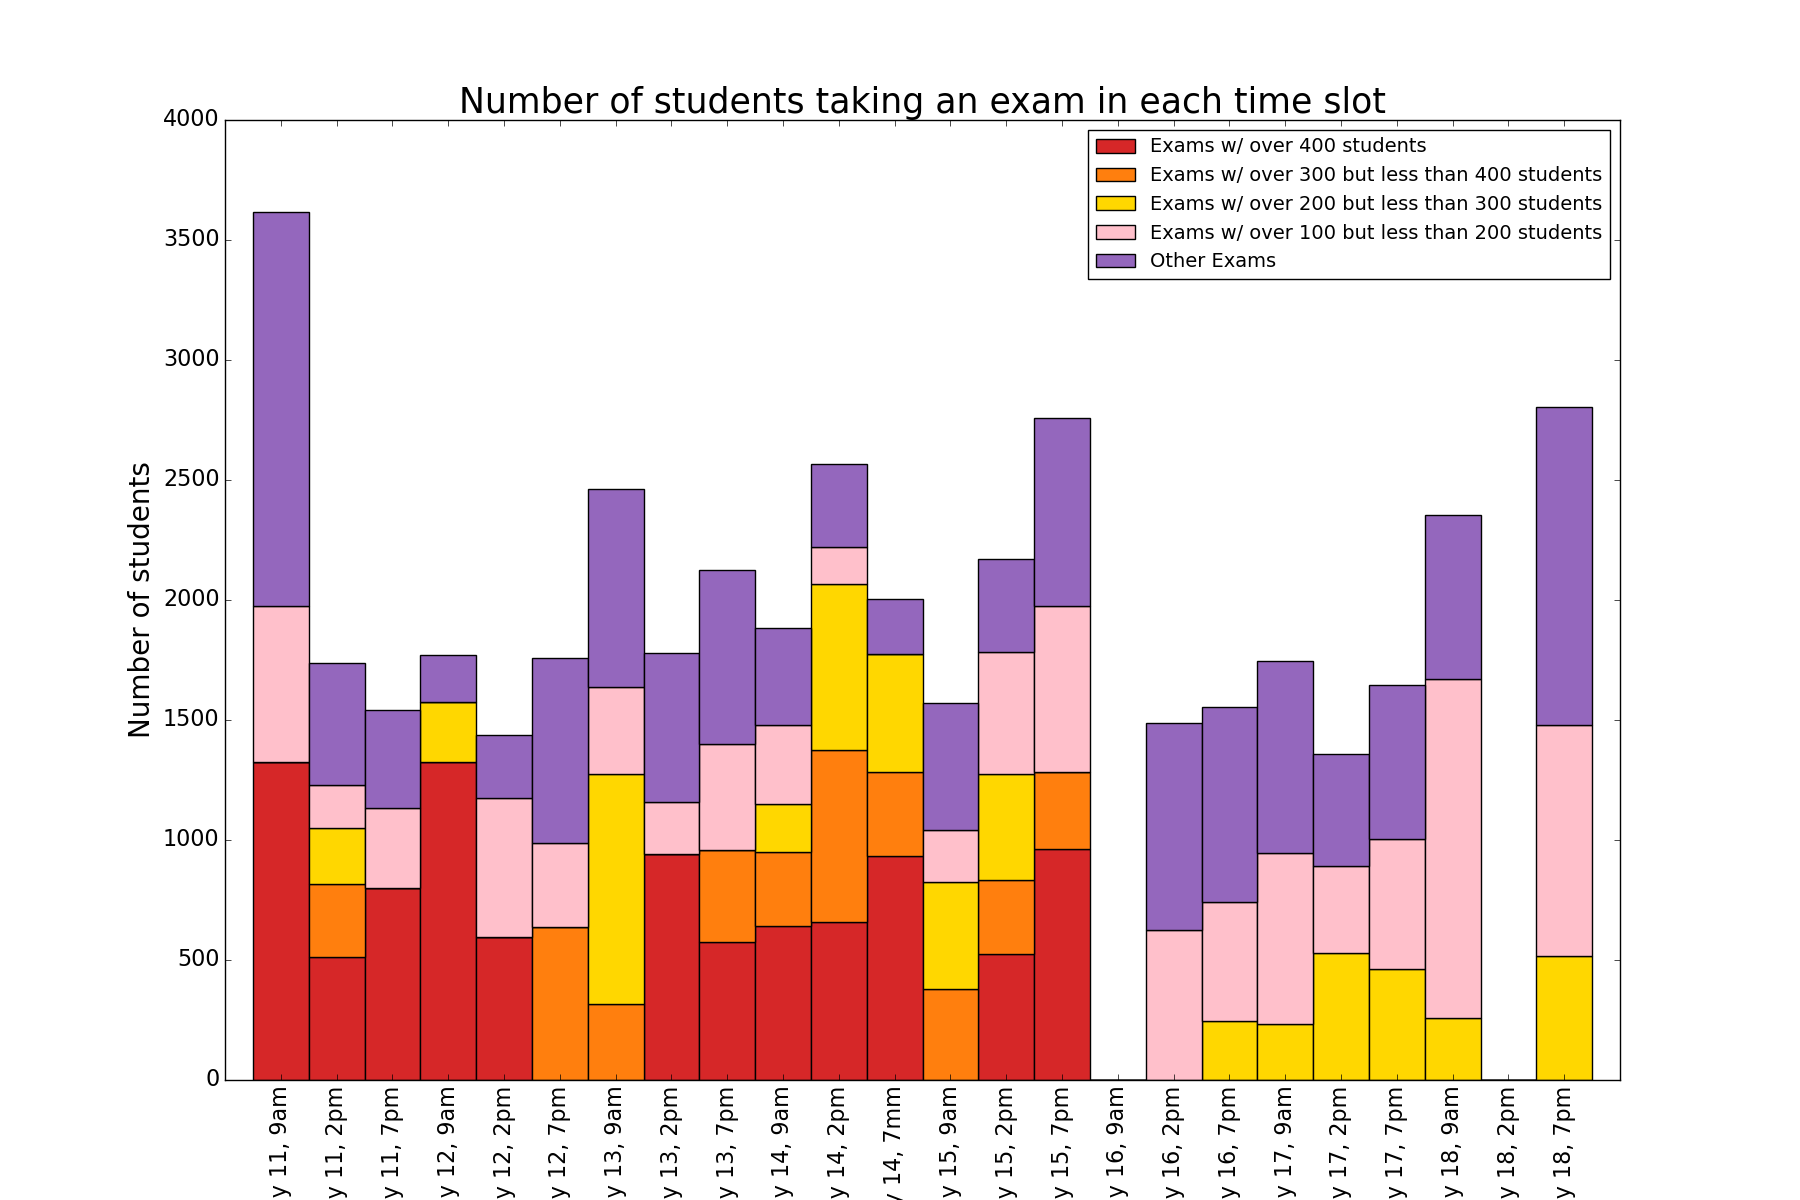 Number of students taking an exam in each time slot
Number of students
4000
3500
3000
2500
2000
1500
1000
500
0
Exams w/ over 400 students
Exams w/ over 300 but less than 400 students
Exams w/ over 200 but less than 300 students
Exams w/ over 100 but less than 200 students
Other Exams
y 11, 9am
y 11, 2pm
y 11, 7pm
y 12, 9am
y 12, 2pm
y 12, 7pm
y 13, 9am
y 13, 2pm
y 13, 7pm
y 14, 9am
y 14, 2pm
y 14, 7mm
y 15, 9am
y 15, 2pm
y 15, 7pm
y 16, 9am
y 16, 2pm
y 16, 7pm
y 17, 9am
y 17, 2pm
y 17, 7pm
y 18, 9am
y 18, 2pm
y 18, 7pm